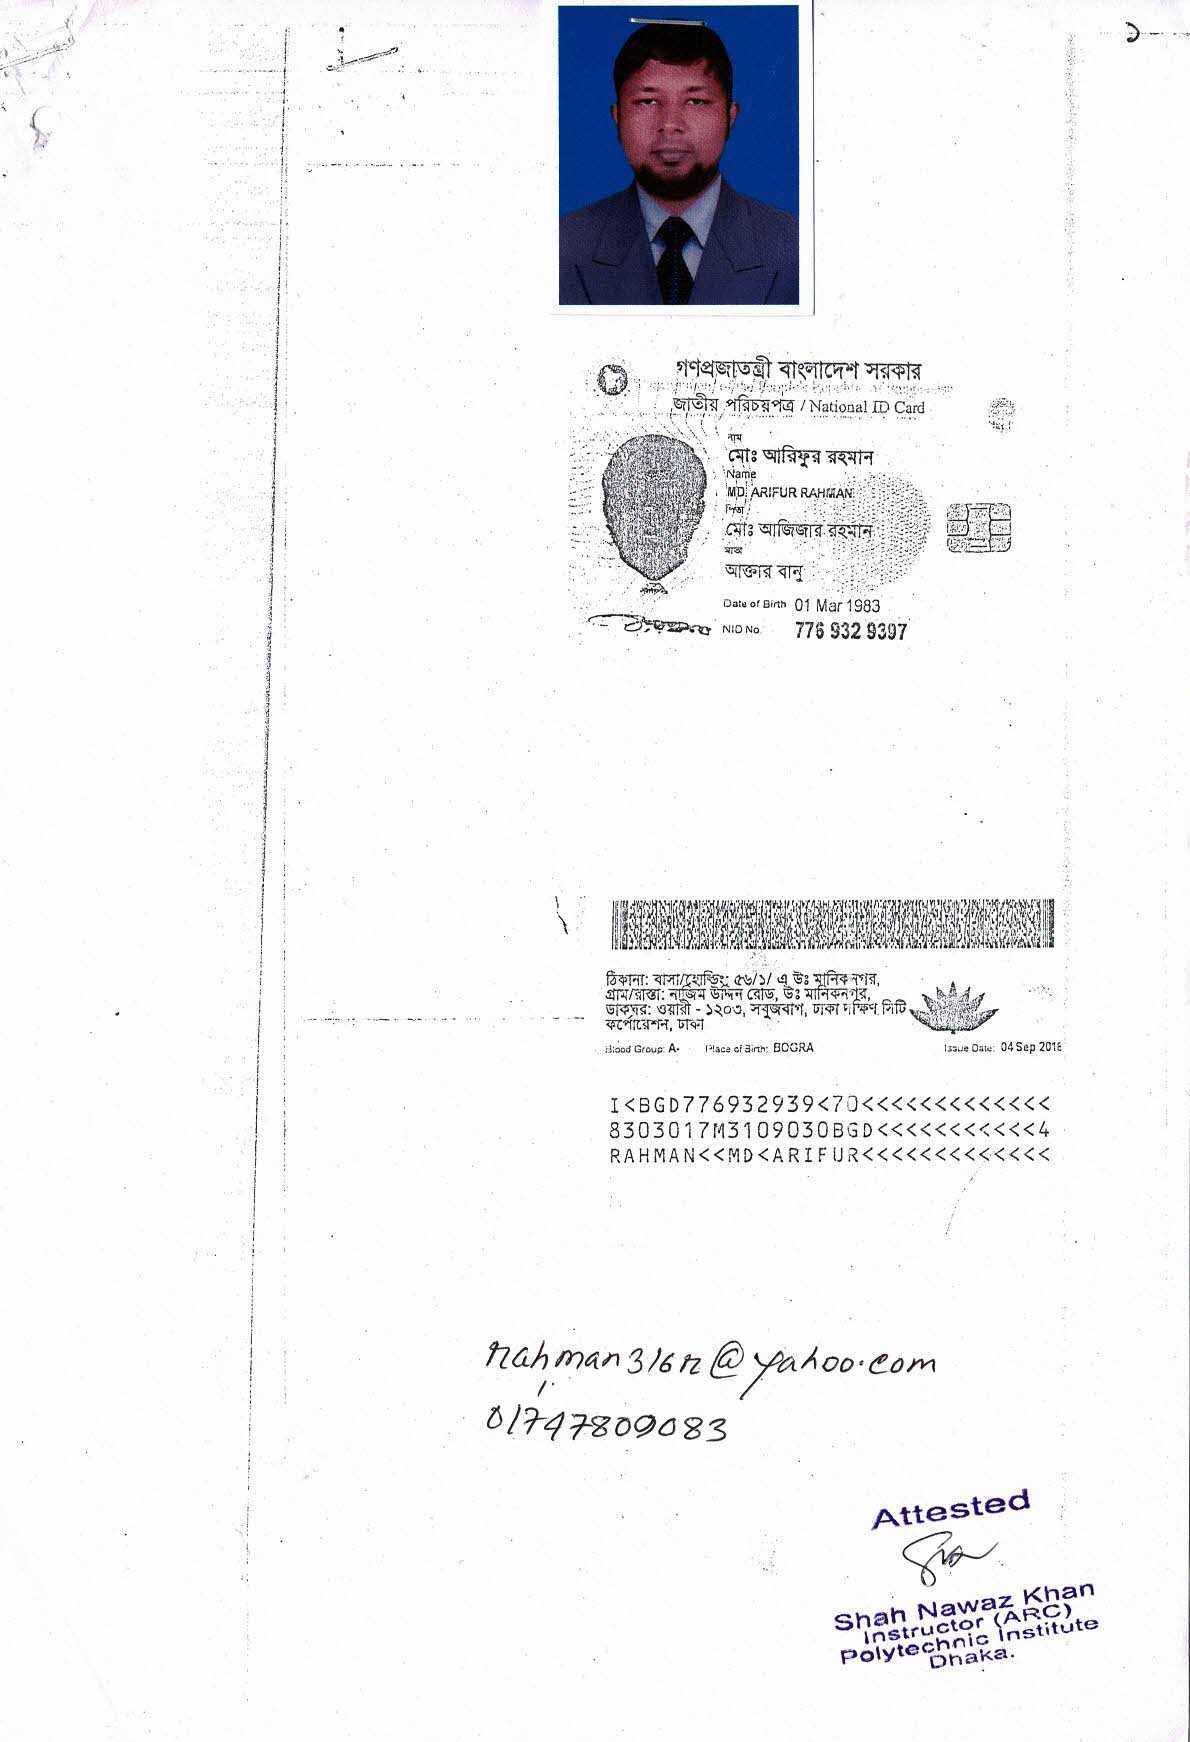 ১
গণপ্রজাতন্ত্রী বাংলাদেশ সরকার
জাতীয় পরিচয়পত্র / National ID Card
নাম
মোঃ আরিফুর রহমান
Name
MD. ARIFUR RAHMAN
পিতা
মোঃ আজিজার রহমান
মাতা
আক্তার বানু
Date of Birth 01 Mar 1983
NID No. 776 932 9397
ঠিকানা: বাসা/হোল্ডিং: ৫৬/১/ এ উঃ মানিকনগর,
গ্রাম/রাস্তা: নাজিম উদ্দিন রোড, উঃ মানিকনগর,
ডাকঘর: ওয়ারী - ১২০৩, সবুজবাগ, ঢাকা দক্ষিণ সিটি
কর্পোরেশন, ঢাকা
Blood Group: A- Place of Birth: BOGRA Issue Date: 04 Sep 2016
I<BGD776932939<70<<<<<<<<<<<<<
8303017M3109030BGD<<<<<<<<<<<4
RAHMAN<<MD<ARIFUR<<<<<<<<<<<<<
rahman316r@yahoo.com
01747809083
Attested
Shah Nawaz Khan
Instructor (ARC)
Polytechnic Institute
Dhaka.